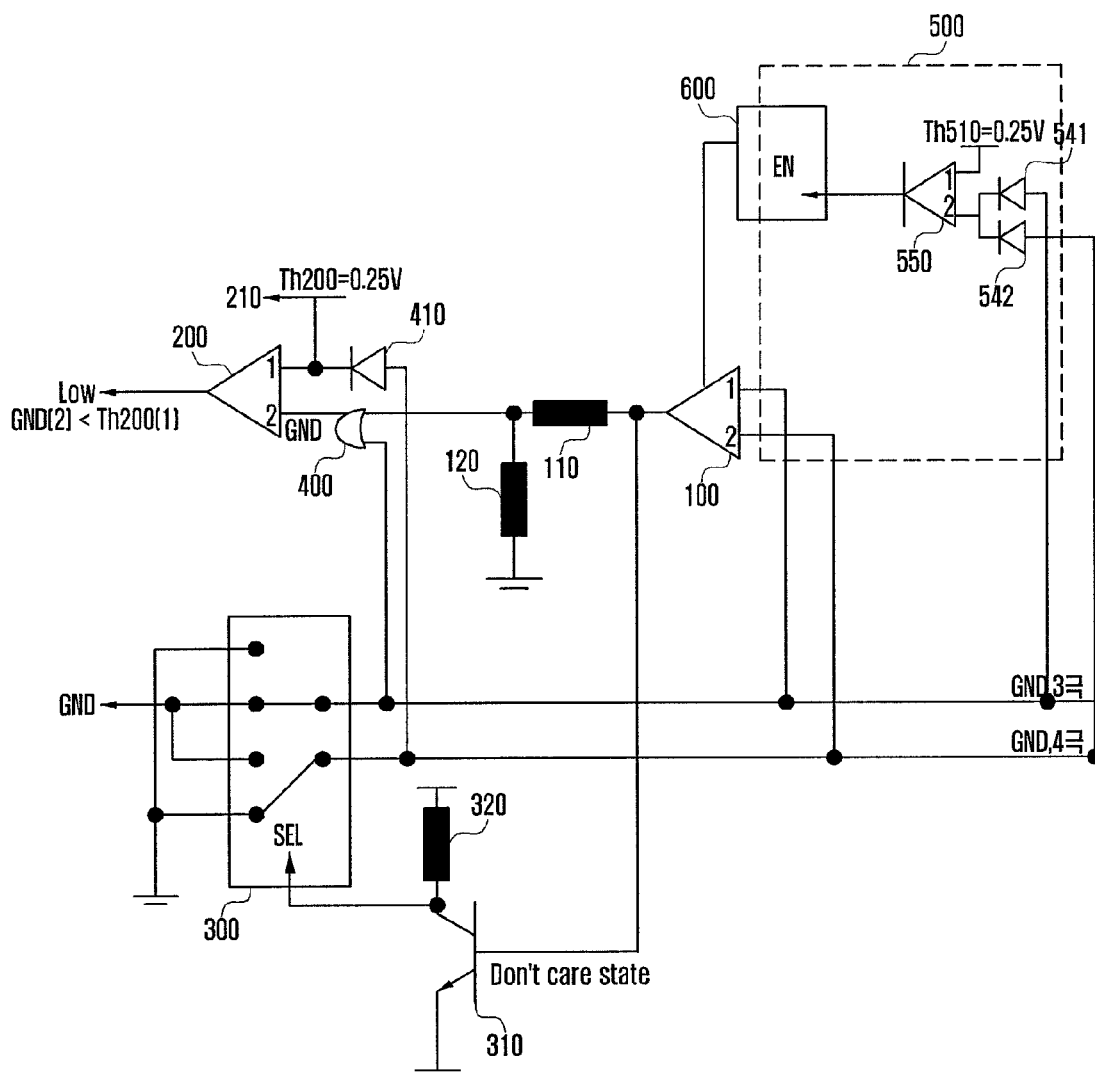 500
600
Th510=0.25V
541
EN
1
2
550
542
Th200=0.25V
210
410
200
1
2
Low
GND(2) < Th200(1)
GND
400
120
110
1
2
100
GND
GND,3극
GND,4극
SEL
320
300
Don't care state
310